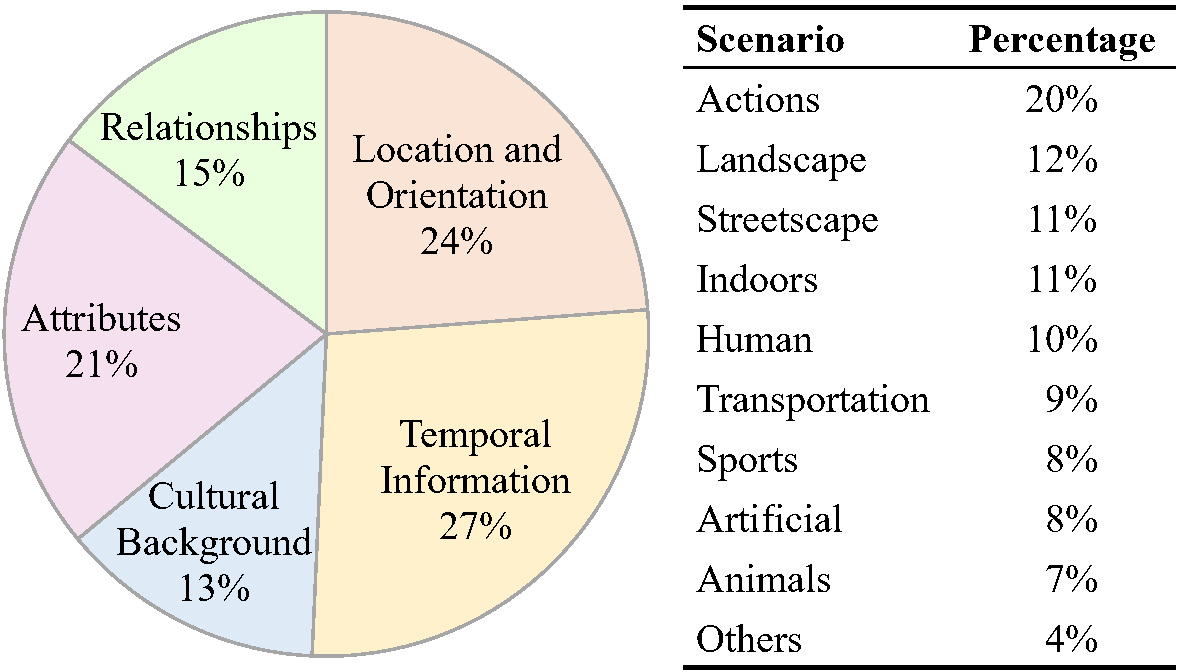 Relationships
15%
Location and
Orientation
24%
Attributes
21%
Temporal
Information
27%
Cultural
Background
13%
Scenario Percentage
Actions 20%
Landscape 12%
Streetscape 11%
Indoors 11%
Human 10%
Transportation 9%
Sports 8%
Artificial 8%
Animals 7%
Others 4%